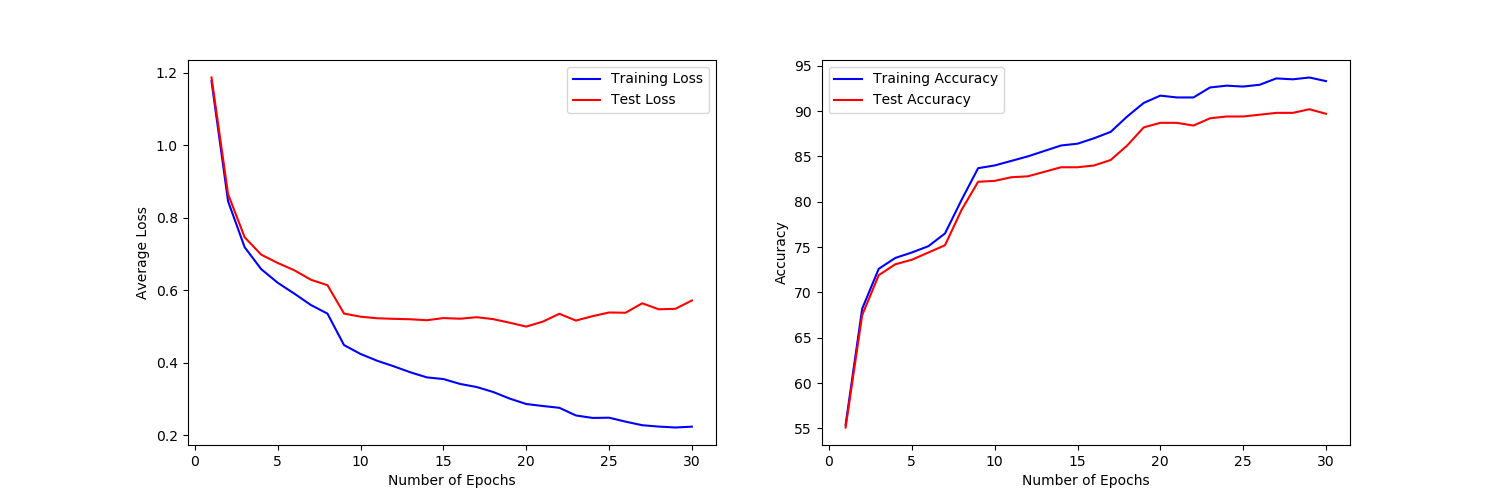 Training Loss
Test Loss
1.2
1.0
0.8
0.6
0.4
0.2
Average Loss
0 5 10 15 20 25 30
Number of Epochs
Training Accuracy
Test Accuracy
95
90
85
80
75
70
65
60
55
Accuracy
0 5 10 15 20 25 30
Number of Epochs